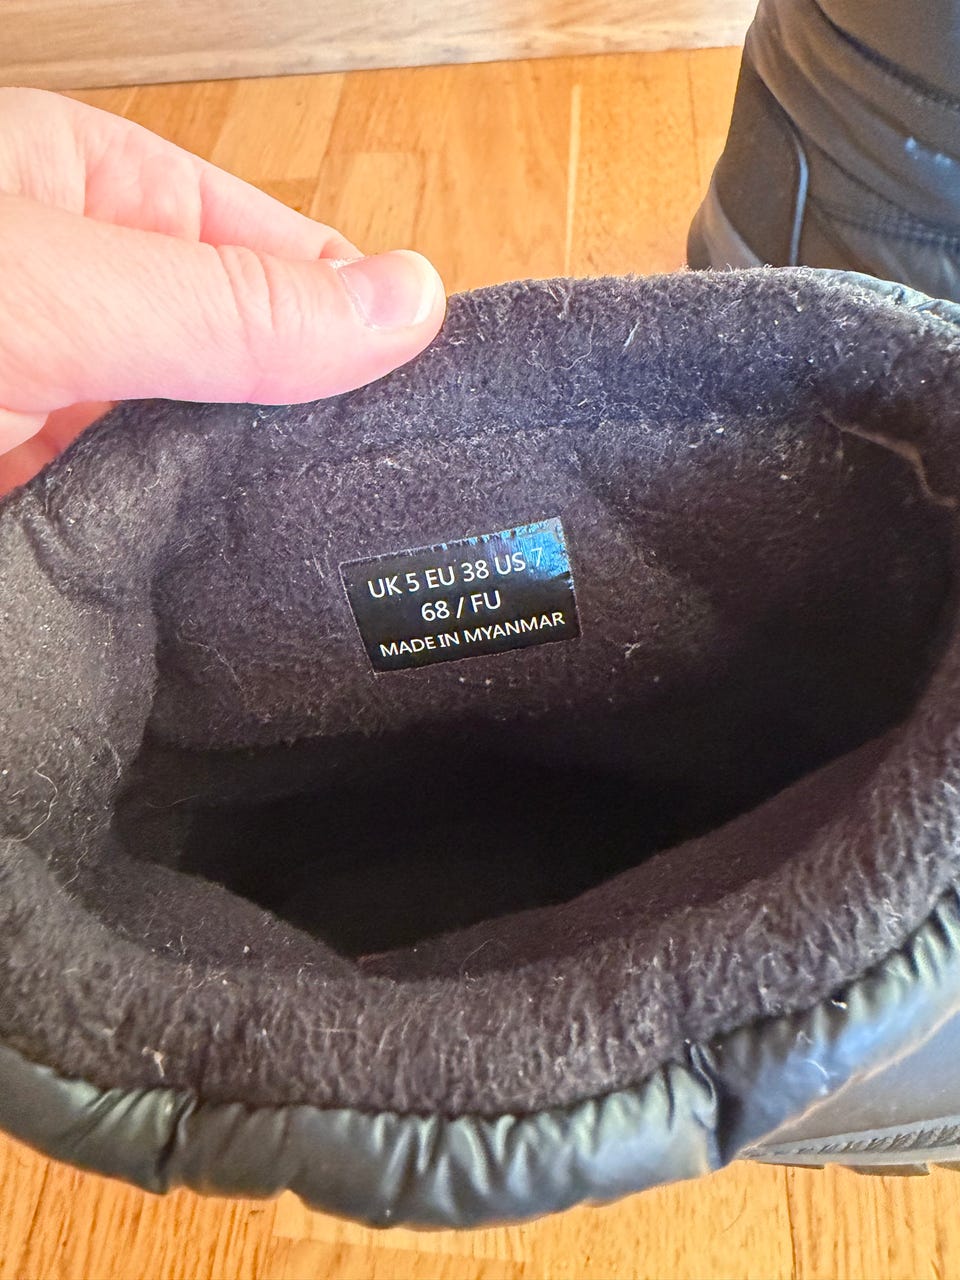 UK 5 EU 38 US 7
68 / FU
MADE IN MYANMAR